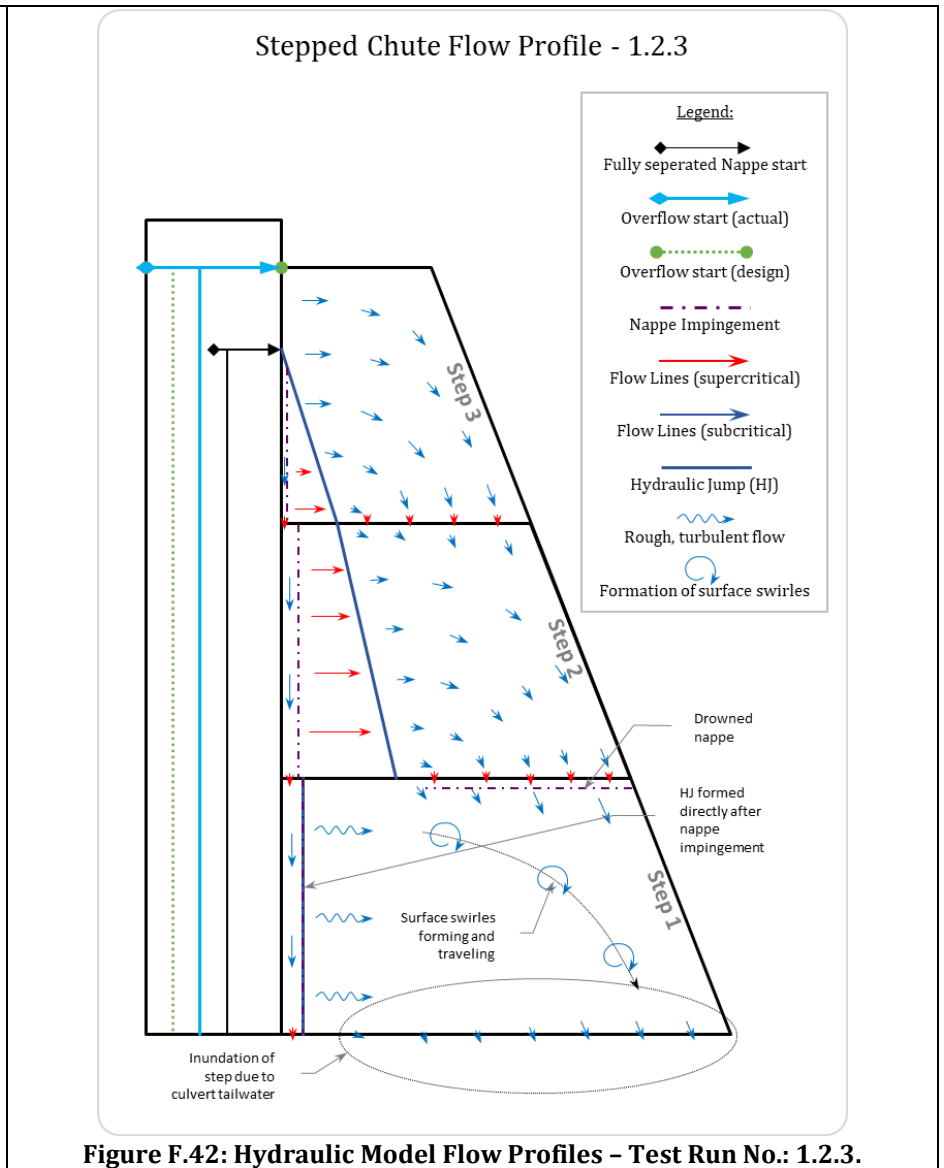 Stepped Chute Flow Profile - 1.2.3
Legend:
Fully seperated Nappe start
Overflow start (actual)
Overflow start (design)
Nappe Impingement
Flow Lines (supercritical)
Flow Lines (subcritical)
Hydraulic Jump (HJ)
Rough, turbulent flow
Formation of surface swirles
Step 3
Step 2
Drowned
nappe
HJ formed
directly after
nappe
impingement
Step 1
Surface swirles
forming and
traveling
Inundation of
step due to
culvert tailwater
Figure F.42: Hydraulic Model Flow Profiles – Test Run No.: 1.2.3.